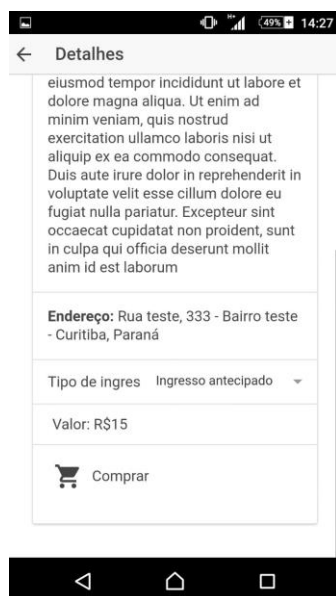 H+ 49% 14:27
Detalhes
eiusmod tempor incididunt ut labore et
dolore magna aliqua. Ut enim ad
minim veniam, quis nostrud
exercitation ullamco laboris nisi ut
aliquip ex ea commodo consequat.
Duis aute irure dolor in reprehenderit in
voluptate velit esse cillum dolore eu
fugiat nulla pariatur. Excepteur sint
occaecat cupidatat non proident, sunt
in culpa qui officia deserunt mollit
anim id est laborum
Endereço: Rua teste, 333 - Bairro teste
- Curitiba, Paraná
Tipo de ingres Ingresso antecipado
Valor: R$15
Comprar